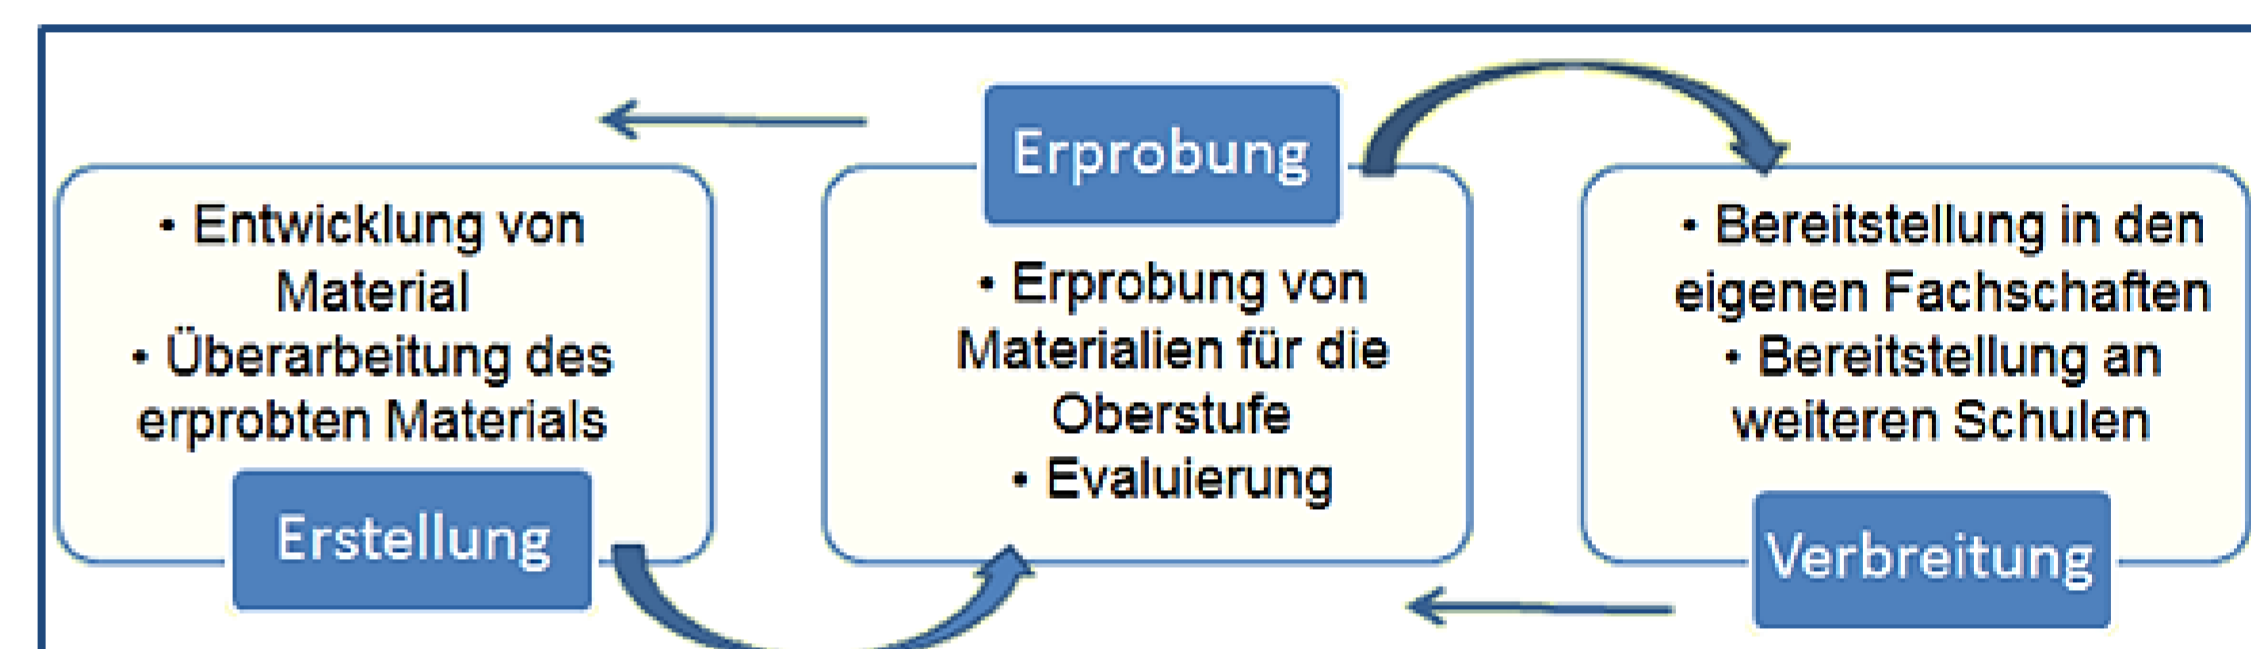 • Entwicklung von
Material
• Überarbeitung des
erprobten Materials
Erstellung
Erprobung
• Erprobung von
Materialien für die
Oberstufe
• Evaluierung
• Bereitstellung in den
eigenen Fachschaften
• Bereitstellung an
weiteren Schulen
Verbreitung